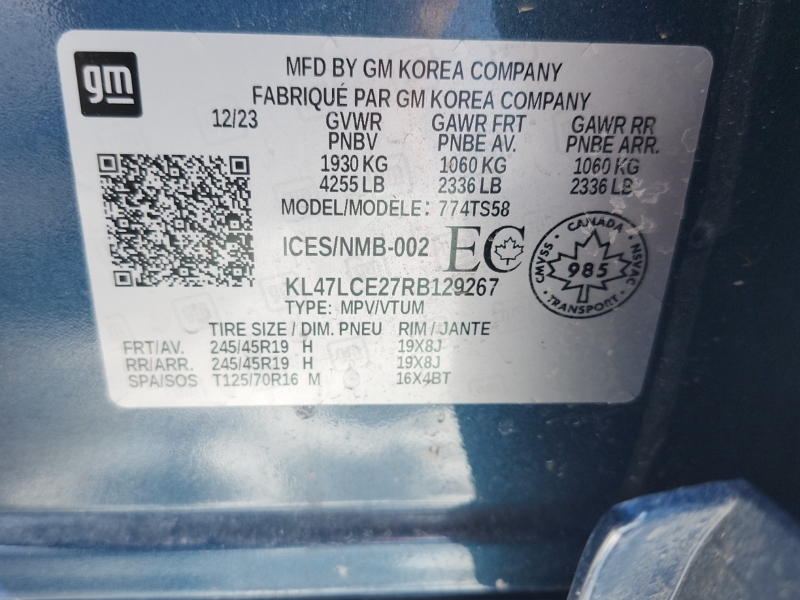 gm
MFD BY GM KOREA COMPANY
FABRIQUÉ PAR GM KOREA COMPANY
12/23 GVWR GAWR FRT GAWR RR
PNBV PNBE AV. PNBE ARR.
1930 KG 1060 KG 1060 KG
4255 LB 2336 LB 2336 LB
MODEL/MODÈLE: 774TS58
ICES/NMB-002 EC
CANADA
CMVSS 985 NSVAC
TRANSPORT
KL47LCE27RB129267
TYPE: MPV/VTUM
TIRE SIZE / DIM. PNEU RIM / JANTE
FRT/AV. 245/45R19 H 19X8J
RR/ARR. 245/45R19 H 19X8J
SPA/SOS T125/70R16 M 16X4BT